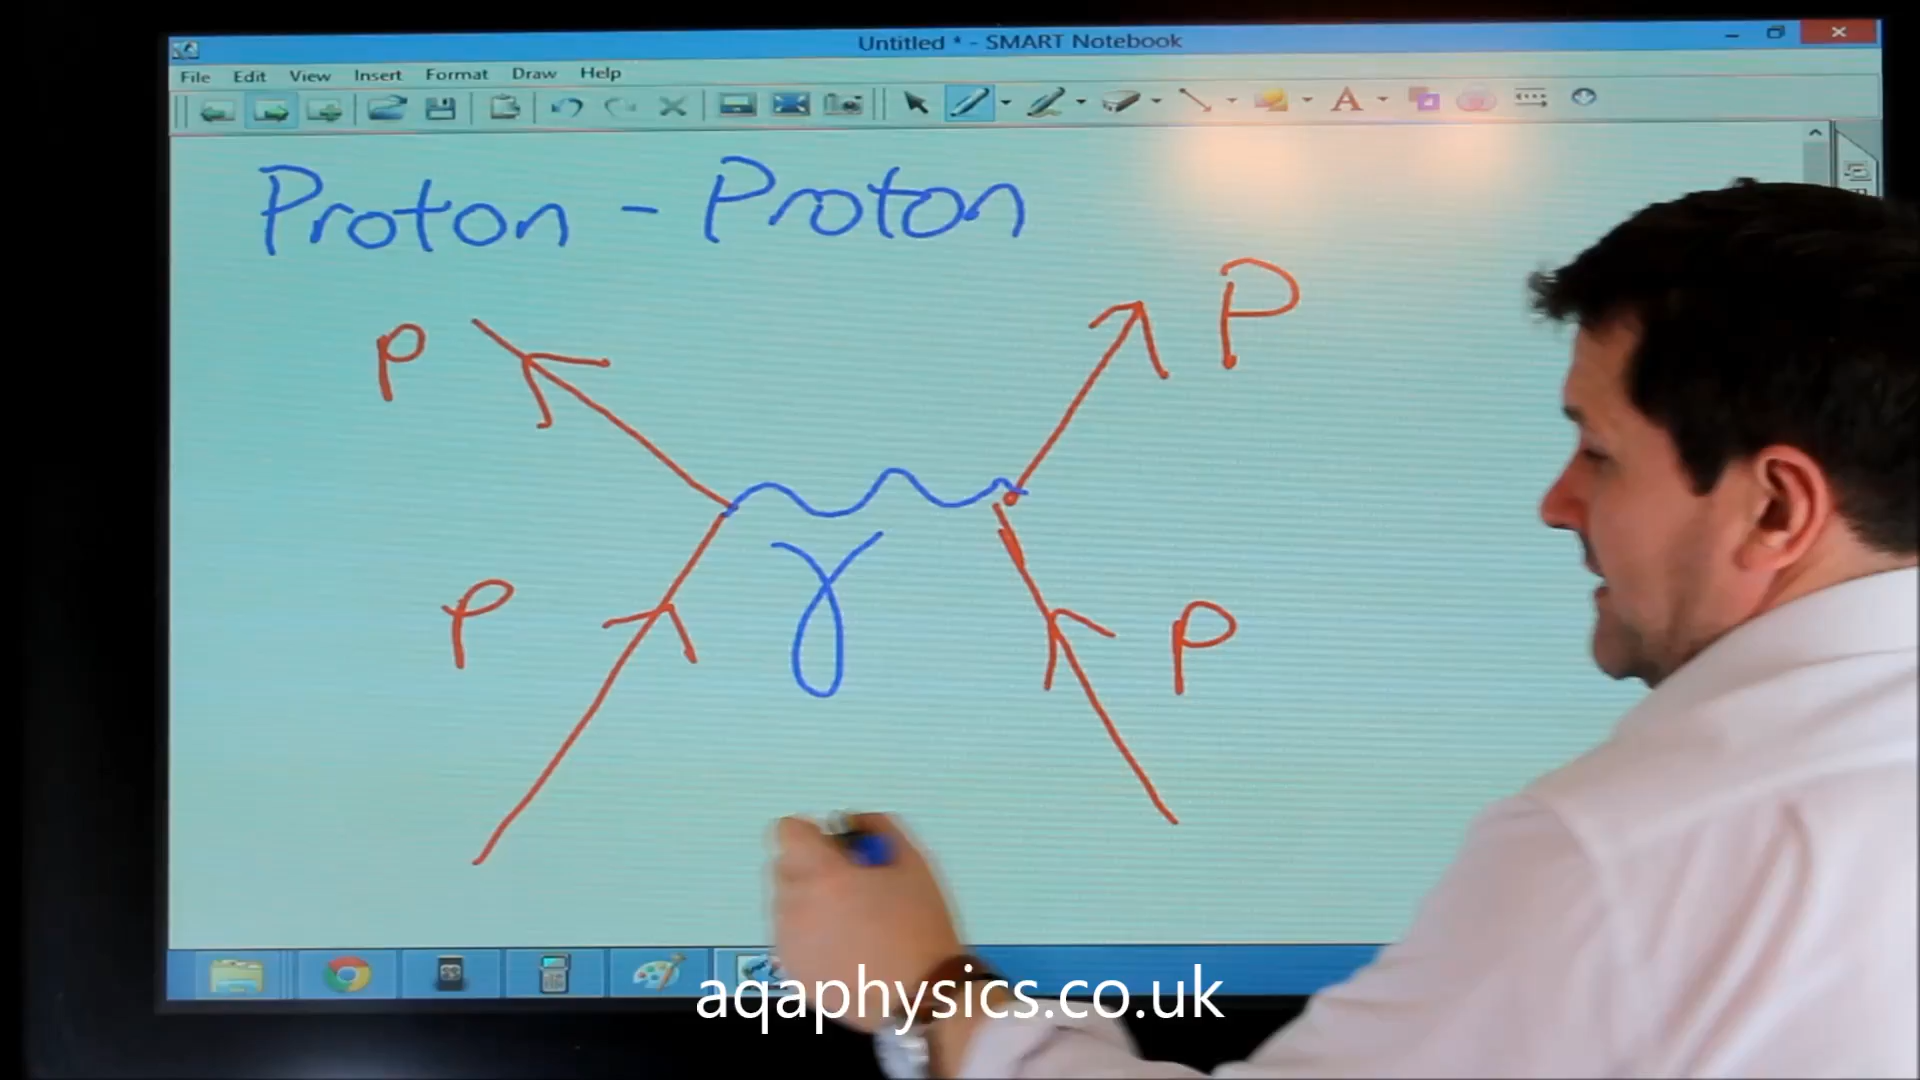 Untitled * - SMART Notebook
File Edit View Insert Format Draw Help
A
Proton - Proton
P
P
γ
P
P
aqaphysics.co.uk